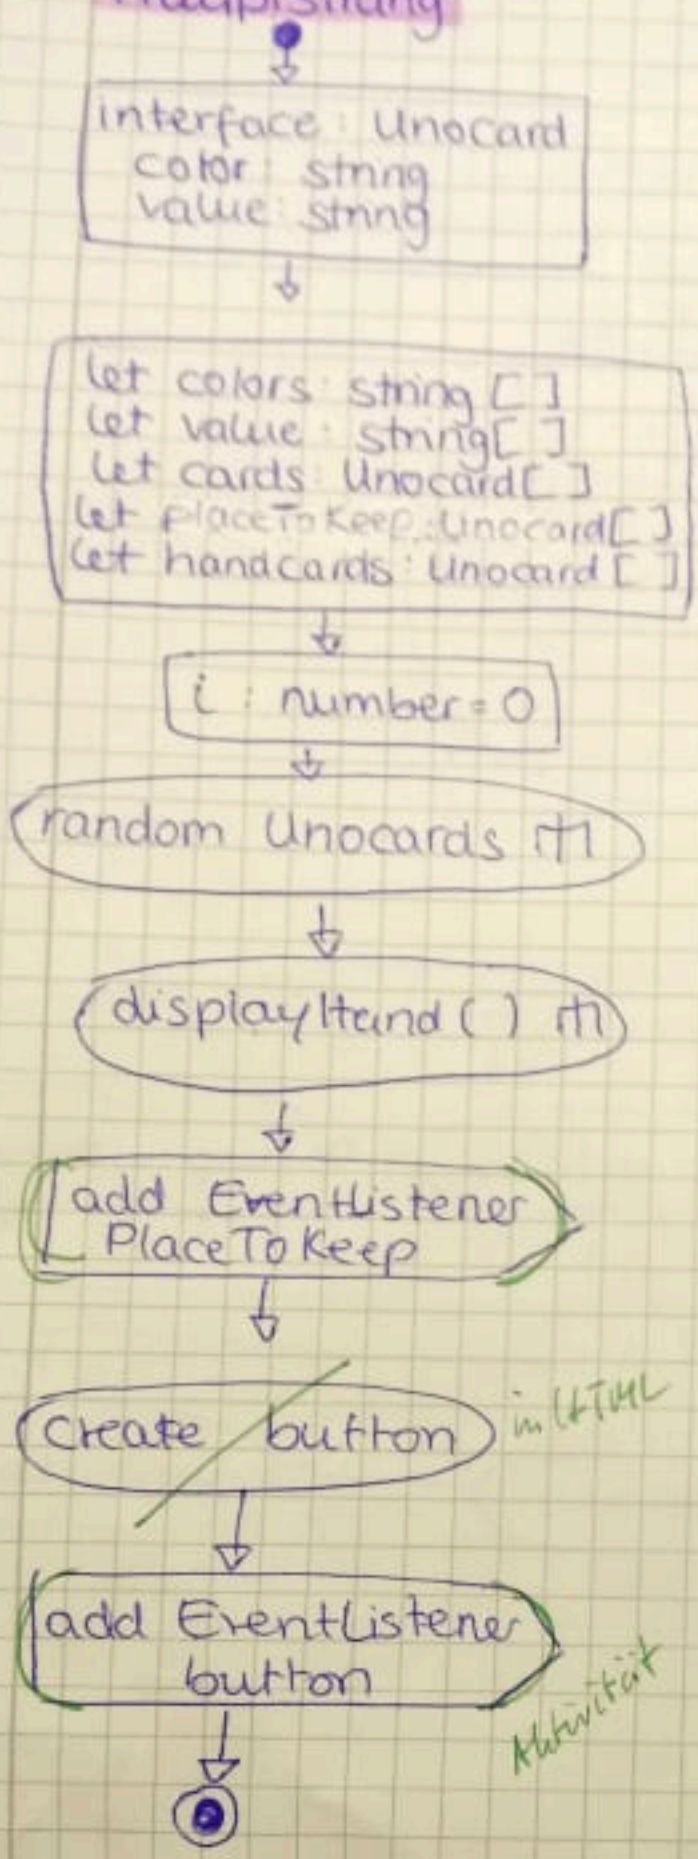 interface : Unocard
color : string
value : string
let colors : string [ ]
let value : string[ ]
let cards : Unocard[ ]
let placeToKeep : Unocard[ ]
let handcards : Unocard [ ]
i : number = 0
random Unocards
displayHand ( )
add EventListener
PlaceToKeep
create button
in HTML
add EventListener
button
Aktivität